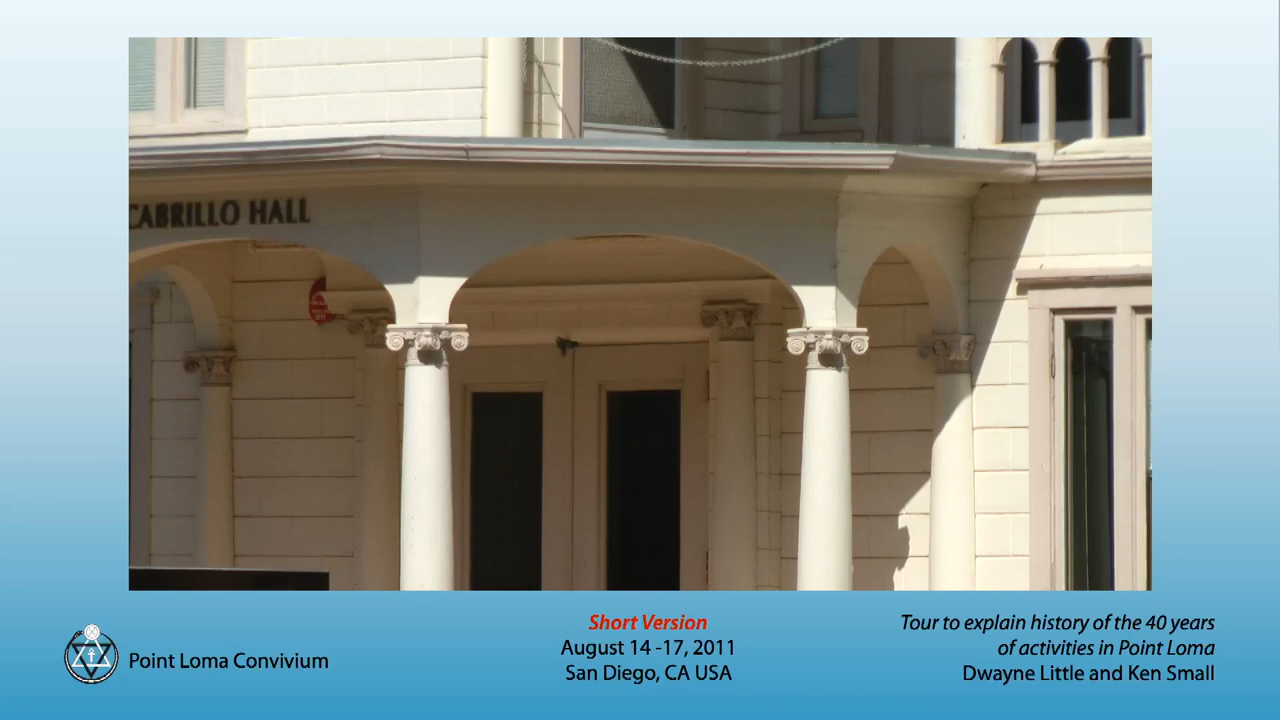 CABRILLO HALL
Point Loma Convivium
Short Version
August 14 -17, 2011
San Diego, CA USA
Tour to explain history of the 40 years
of activities in Point Loma
Dwayne Little and Ken Small